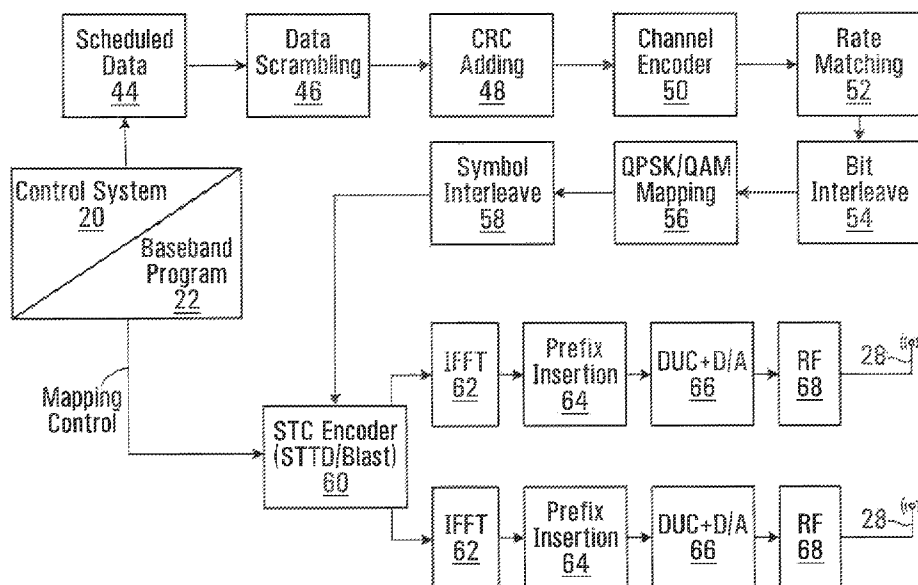 Scheduled
Data
44
Data
Scrambling
46
CRC
Adding
48
Channel
Encoder
50
Rate
Matching
52
Control System
20
Baseband
Program
22
Symbol
Interleave
58
QPSK/QAM
Mapping
56
Bit
Interleave
54
Mapping
Control
STC Encoder
(STTD/Blast)
60
IFFT
62
Prefix
Insertion
64
DUC+D/A
66
RF
68
28
IFFT
62
Prefix
Insertion
64
DUC+D/A
66
RF
68
28